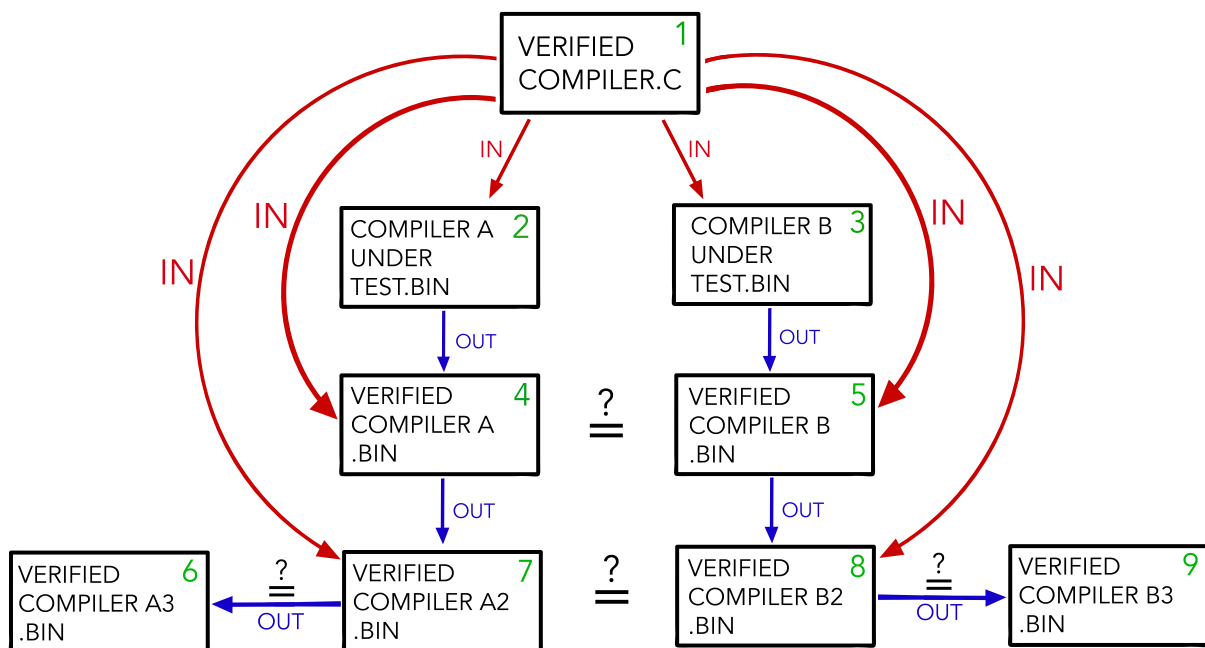 VERIFIED 1
COMPILER.C
IN IN
IN IN
IN IN
COMPILER A 2
UNDER
TEST.BIN
COMPILER B 3
UNDER
TEST.BIN
OUT OUT
VERIFIED 4
COMPILER A
.BIN
?
=
VERIFIED 5
COMPILER B
.BIN
OUT OUT
VERIFIED 6
COMPILER A3
.BIN
?
=
OUT
VERIFIED 7
COMPILER A2
.BIN
?
=
VERIFIED 8
COMPILER B2
.BIN
?
=
OUT
VERIFIED 9
COMPILER B3
.BIN